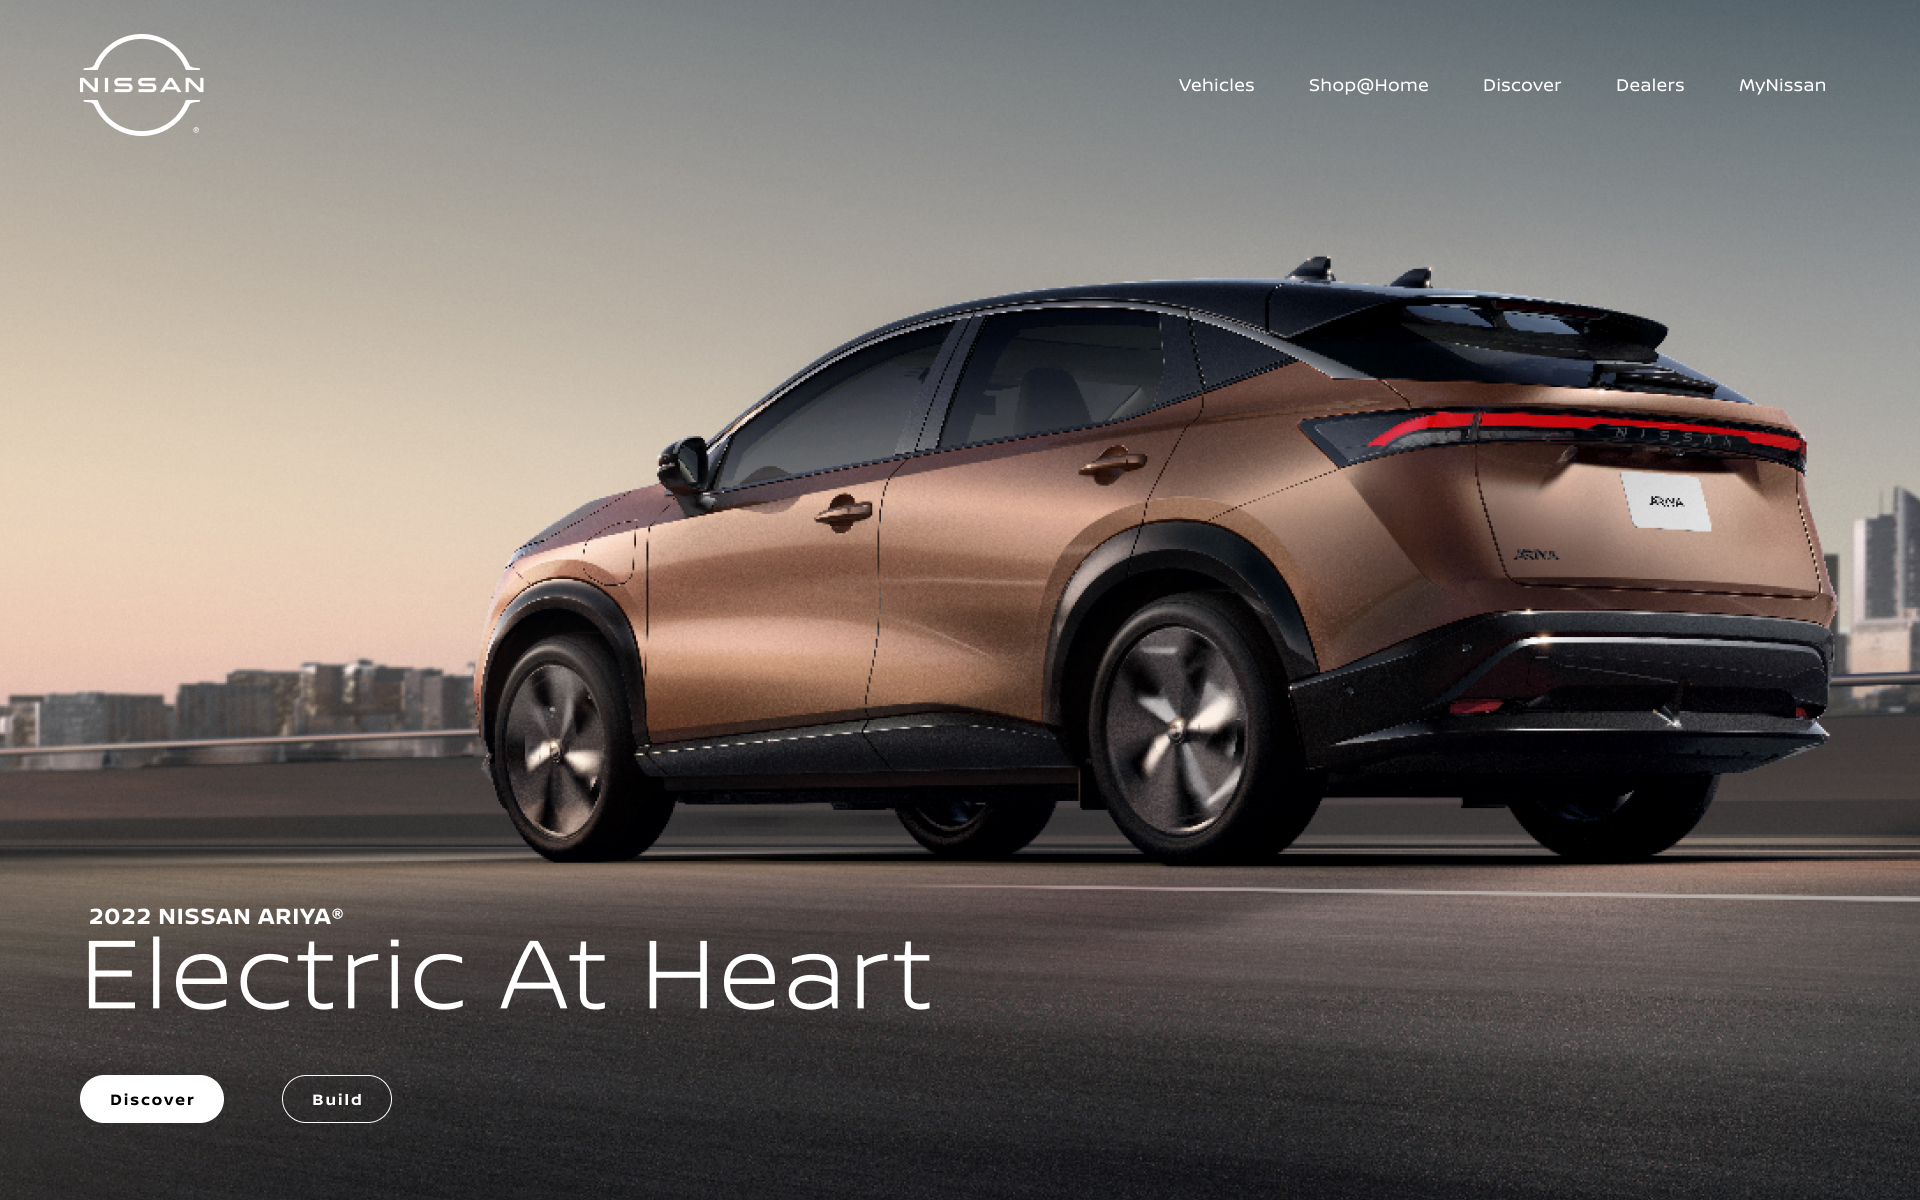 NISSAN
®
Vehicles Shop@Home Discover Dealers MyNissan
NISSAN
ARIYA
ARIYA
2022 NISSAN ARIYA®
Electric At Heart
Discover Build